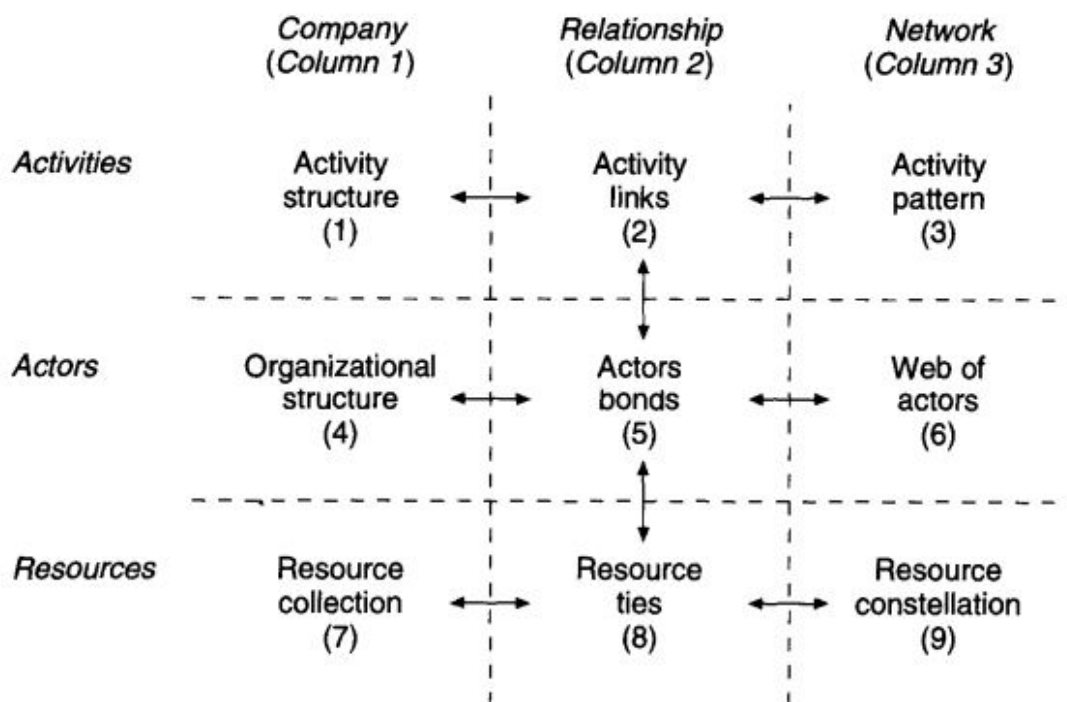 Company
(Column 1)
Relationship
(Column 2)
Network
(Column 3)
Activities
Activity
structure
(1)
Activity
links
(2)
Activity
pattern
(3)
Actors
Organizational
structure
(4)
Actors
bonds
(5)
Web of
actors
(6)
Resources
Resource
collection
(7)
Resource
ties
(8)
Resource
constellation
(9)